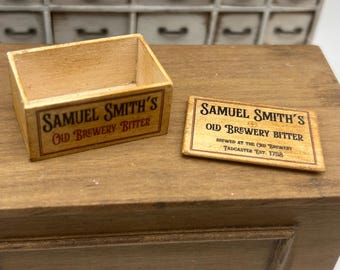 SAMUEL SMITH'S
OLD BREWERY BITTER
SAMUEL SMITH'S
OLD BREWERY BITTER
BREWED AT THE OLD BREWERY
TADCASTER EST. 1758